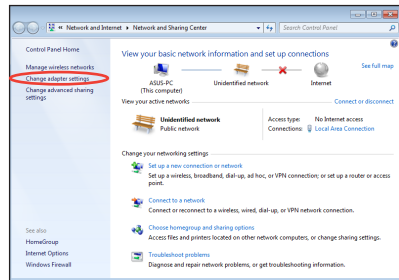 « Network and Internet ▸ Network and Sharing Center
Search Control Panel
Control Panel Home
Manage wireless networks
Change adapter settings
Change advanced sharing
settings
See also
HomeGroup
Internet Options
Windows Firewall
View your basic network information and set up connections
ASUS-PC
(This computer)
Unidentified network
Internet
See full map
View your active networks
Connect or disconnect
Unidentified network
Public network
Access type: No Internet access
Connections: Local Area Connection
Change your networking settings
Set up a new connection or network
Set up a wireless, broadband, dial-up, ad hoc, or VPN connection; or set up a router or access
point.
Connect to a network
Connect or reconnect to a wireless, wired, dial-up, or VPN network connection.
Choose homegroup and sharing options
Access files and printers located on other network computers, or change sharing settings.
Troubleshoot problems
Diagnose and repair network problems, or get troubleshooting information.